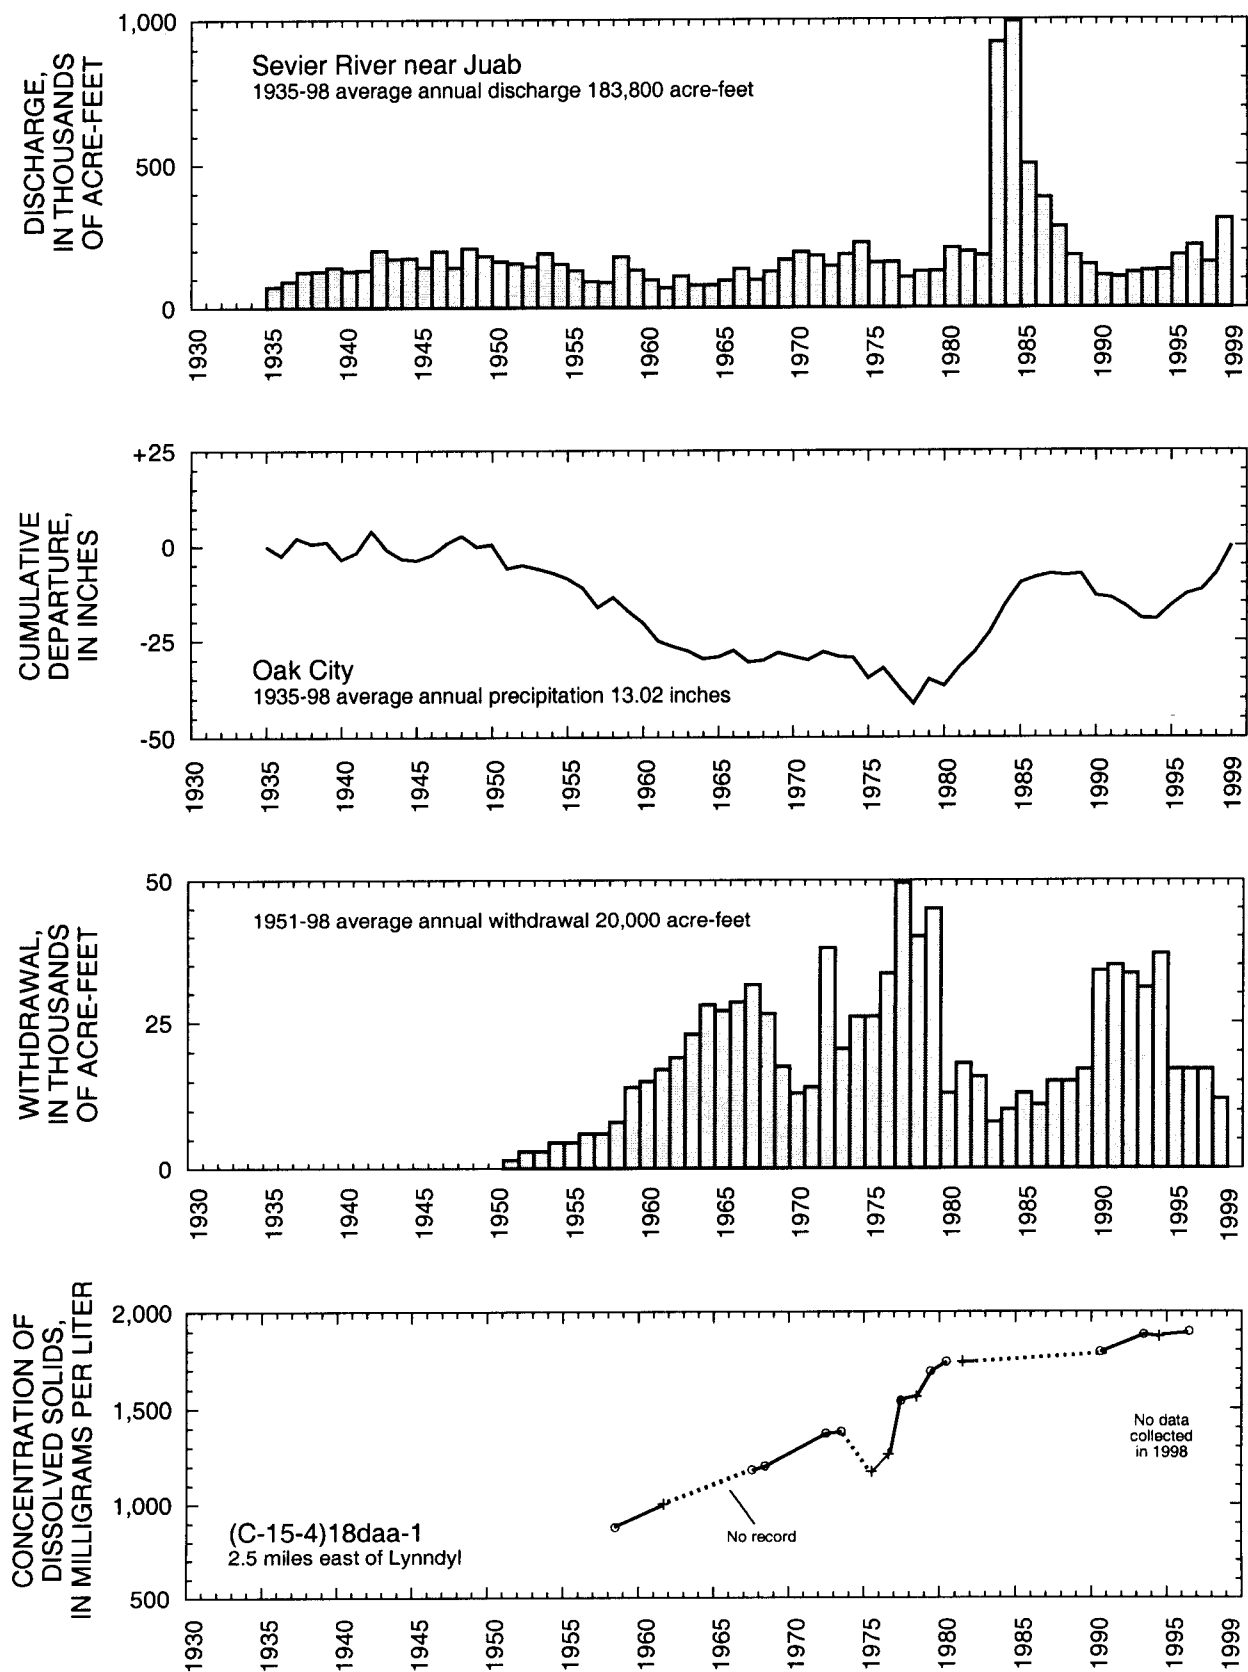 DISCHARGE,
IN THOUSANDS
OF ACRE-FEET
1,000
500
0
Sevier River near Juab
1935-98 average annual discharge 183,800 acre-feet
1930 1935 1940 1945 1950 1955 1960 1965 1970 1975 1980 1985 1990 1995 1999
CUMULATIVE
DEPARTURE,
IN INCHES
+25
0
-25
-50
Oak City
1935-98 average annual precipitation 13.02 inches
1930 1935 1940 1945 1950 1955 1960 1965 1970 1975 1980 1985 1990 1995 1999
WITHDRAWAL,
IN THOUSANDS
OF ACRE-FEET
50
25
0
1951-98 average annual withdrawal 20,000 acre-feet
1930 1935 1940 1945 1950 1955 1960 1965 1970 1975 1980 1985 1990 1995 1999
CONCENTRATION OF
DISSOLVED SOLIDS,
IN MILLIGRAMS PER LITER
2,000
1,500
1,000
500
No data
collected
in 1998
No record
(C-15-4)18daa-1
2.5 miles east of Lynndyl
1930 1935 1940 1945 1950 1955 1960 1965 1970 1975 1980 1985 1990 1995 1999